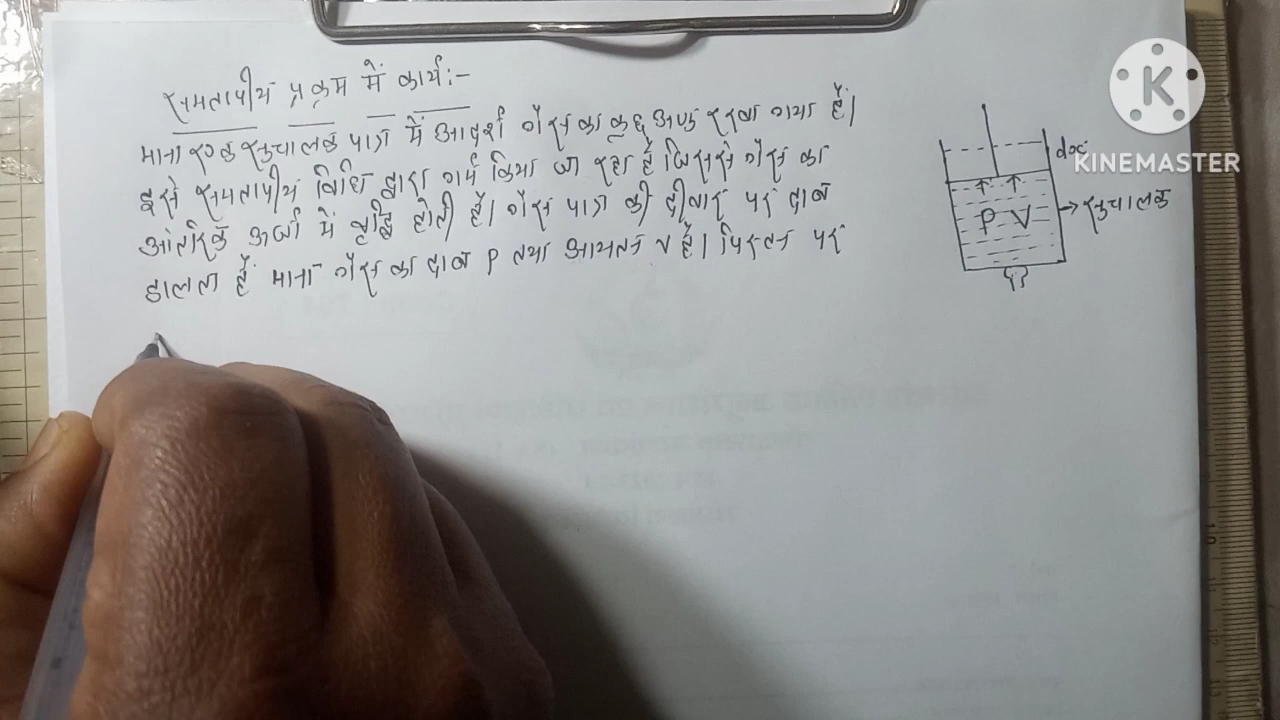 समतापीय प्रक्रम में कार्य:-
माना एक सुचालक पात्र में आदर्श गैस का कुछ अणु रखा गया है।
इसे समतापीय विधि द्वारा गर्म किया जा रहा है जिससे गैस का
आंतरिक ऊर्जा में वृद्धि होती है। गैस पात्र की दीवार पर दाब
डालता है माना गैस का दाब P तथा आयतन V है। पिस्टन पर
dx
P V
सुचालक
K
KINEMASTER